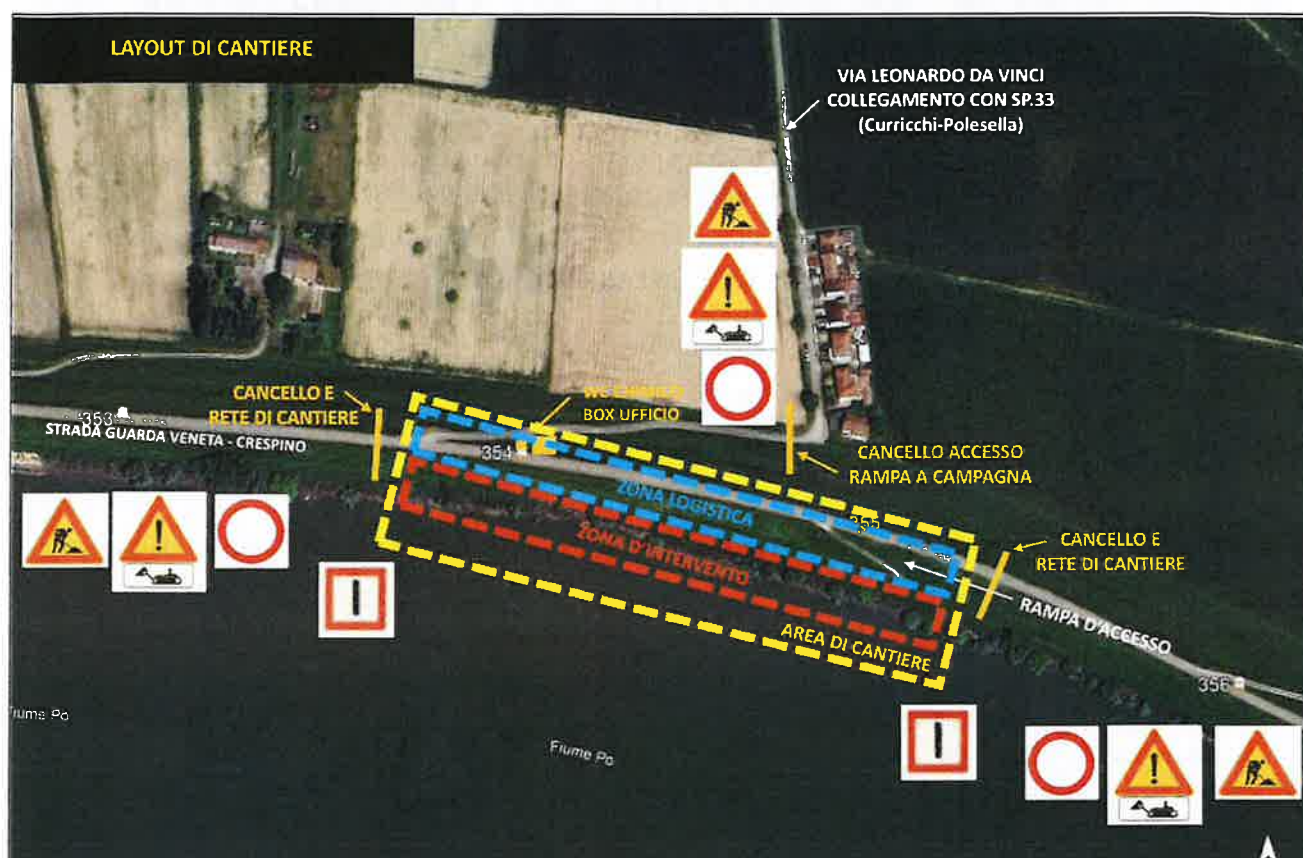 LAYOUT DI CANTIERE
VIA LEONARDO DA VINCI
COLLEGAMENTO CON SP.33
(Curricchi-Polesella)
CANCELLO E
RETE DI CANTIERE
WC CHIMICO
BOX UFFICIO
353
STRADA GUARDA VENETA - CRESPINO
354
CANCELLO ACCESSO
RAMPA A CAMPAGNA
ZONA LOGISTICA
355
ZONA D'INTERVENTO
CANCELLO E
RETE DI CANTIERE
RAMPA D'ACCESSO
AREA DI CANTIERE
356
Fiume Po
Fiume Po